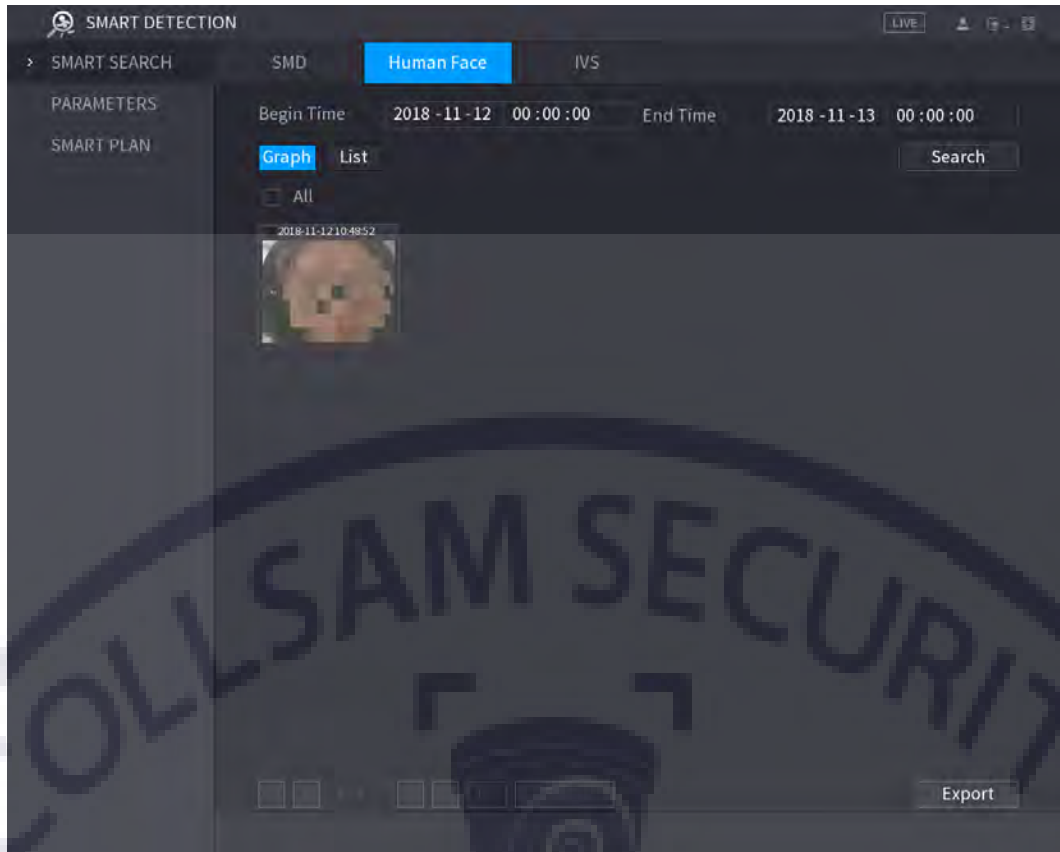 SMART DETECTION
LIVE
SMART SEARCH
SMD Human Face IVS
PARAMETERS
Begin Time 2018 -11 -12 00 :00 :00 End Time 2018 -11 -13 00 :00 :00
SMART PLAN
Graph List Search
All
2018-11-12 10:48:52
OLLSAM SECURIT
Export